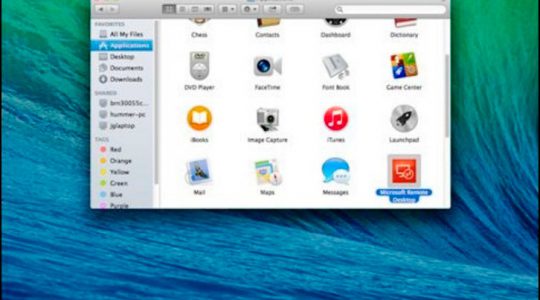 FAVORITES
All My Files
Applications
Desktop
Documents
Downloads
SHARED
brn30055c...
hummer-pc
jglaptop
TAGS
Red
Orange
Yellow
Green
Blue
Purple
Chess
Contacts
Dashboard
Dictionary
DVD Player
FaceTime
Font Book
Game Center
iBooks
Image Capture
iTunes
Launchpad
Mail
Maps
Messages
Microsoft Remote
Desktop